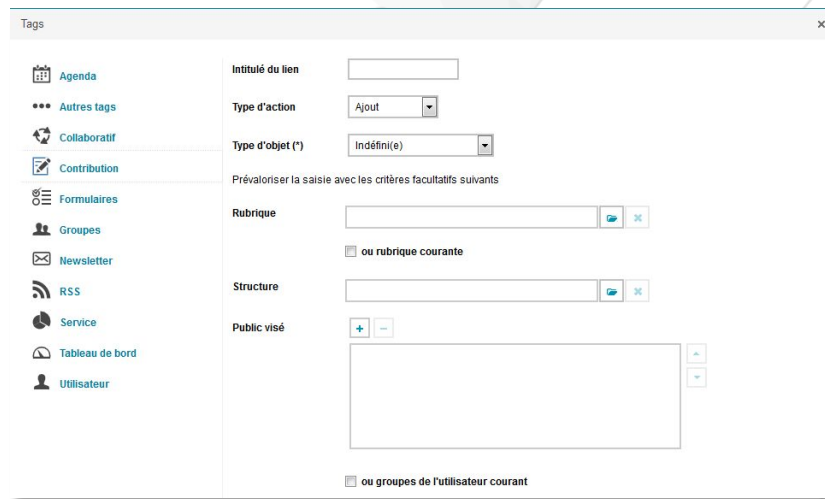 Tags
Agenda
Autres tags
Collaboratif
Contribution
Formulaires
Groupes
Newsletter
RSS
Service
Tableau de bord
Utilisateur
Intitulé du lien
Type d'action
Ajout
Type d'objet (*)
Indéfini(e)
Prévaloriser la saisie avec les critères facultatifs suivants
Rubrique
ou rubrique courante
Structure
Public visé
ou groupes de l'utilisateur courant